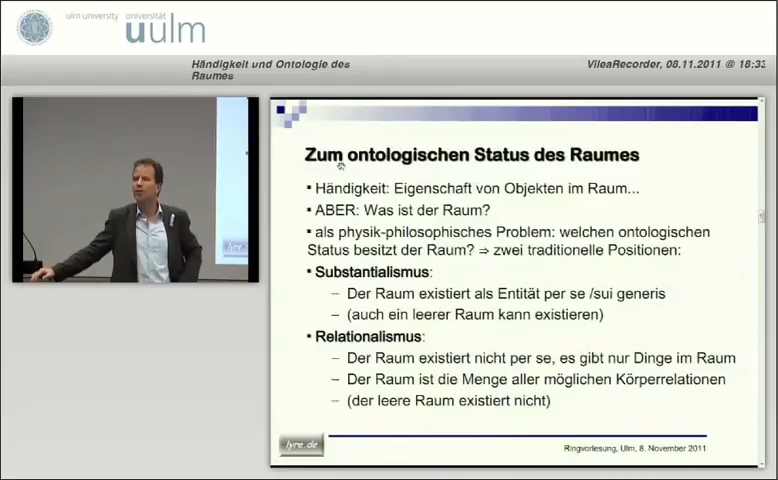 ulm university universität
uulm
Händigkeit und Ontologie des
Raumes
VileaRecorder, 08.11.2011 @ 18:33
Zum ontologischen Status des Raumes
▪ Händigkeit: Eigenschaft von Objekten im Raum...
▪ ABER: Was ist der Raum?
▪ als physik-philosophisches Problem: welchen ontologischen
Status besitzt der Raum? ⇒ zwei traditionelle Positionen:
▪ Substantialismus:
– Der Raum existiert als Entität per se /sui generis
– (auch ein leerer Raum kann existieren)
▪ Relationalismus:
– Der Raum existiert nicht per se, es gibt nur Dinge im Raum
– Der Raum ist die Menge aller möglichen Körperrelationen
– (der leere Raum existiert nicht)
lyre.de
Ringvorlesung, Ulm, 8. November 2011